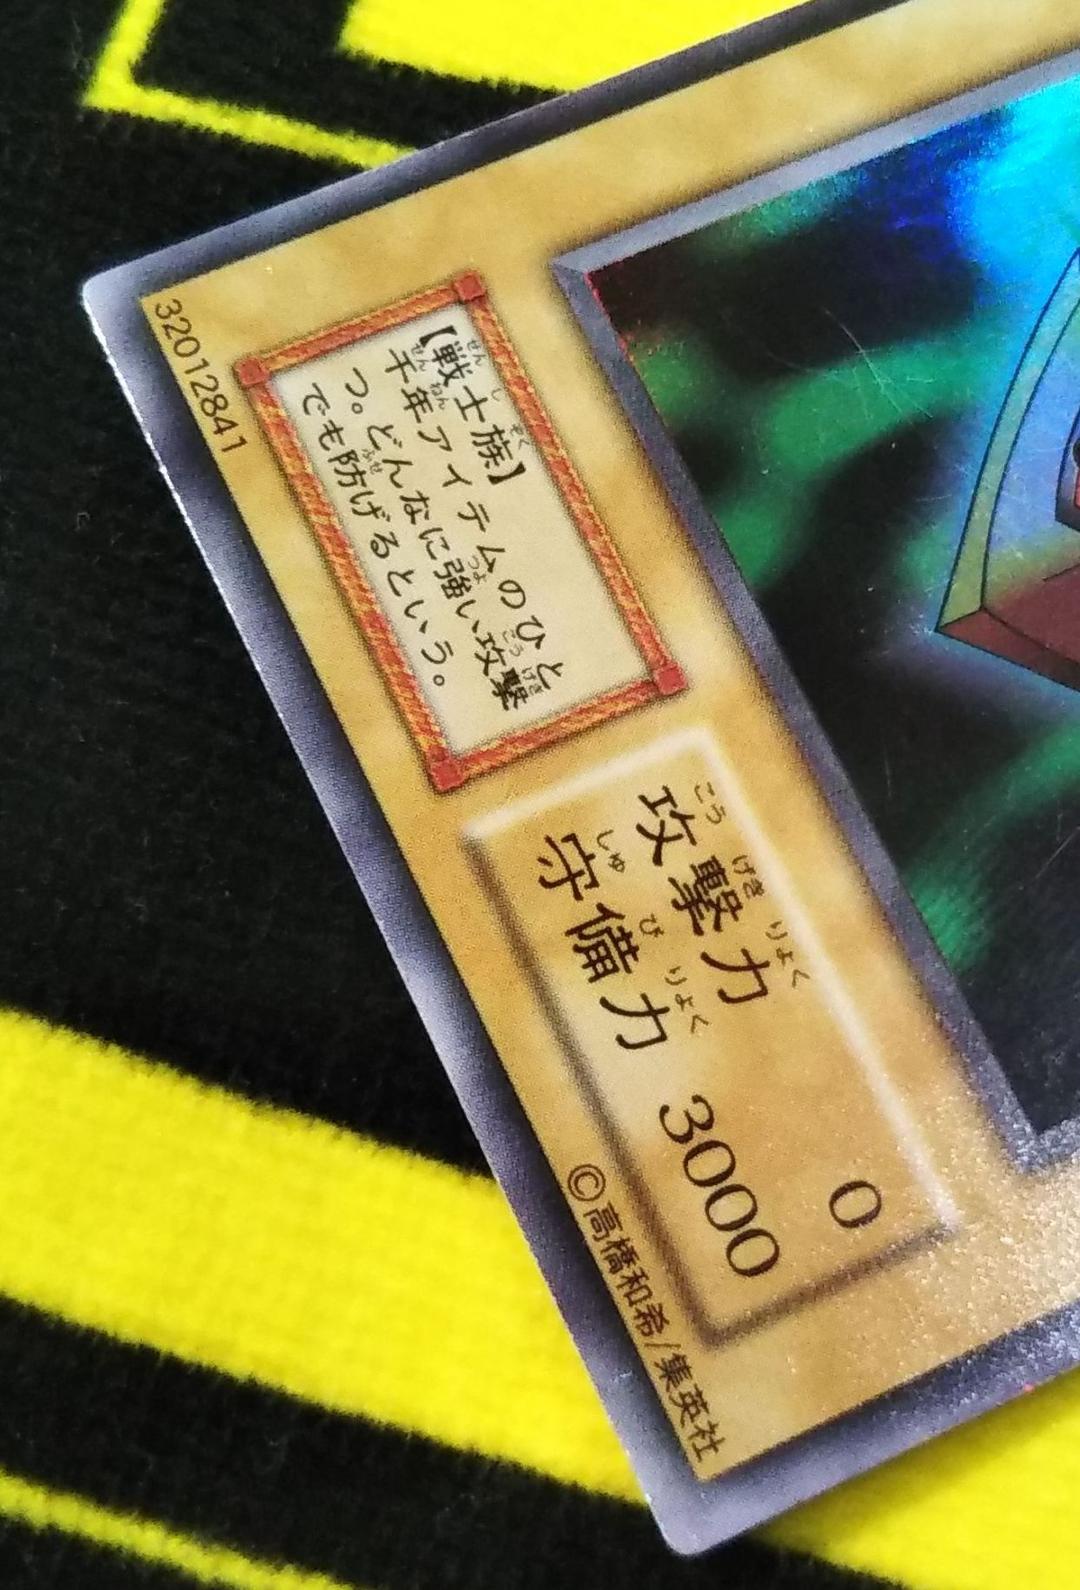 【戦士族】
千年アイテムのひと
つ。どんなに強い攻撃
でも防げるという。
32012841
攻撃力 0
守備力 3000
©高橋和希/集英社